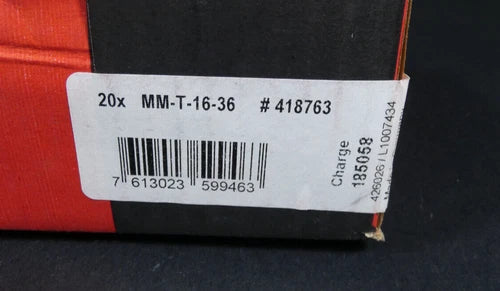 20x MM-T-16-36 # 418763
7 613023 599463
Charge
185058
426026 / L1007434